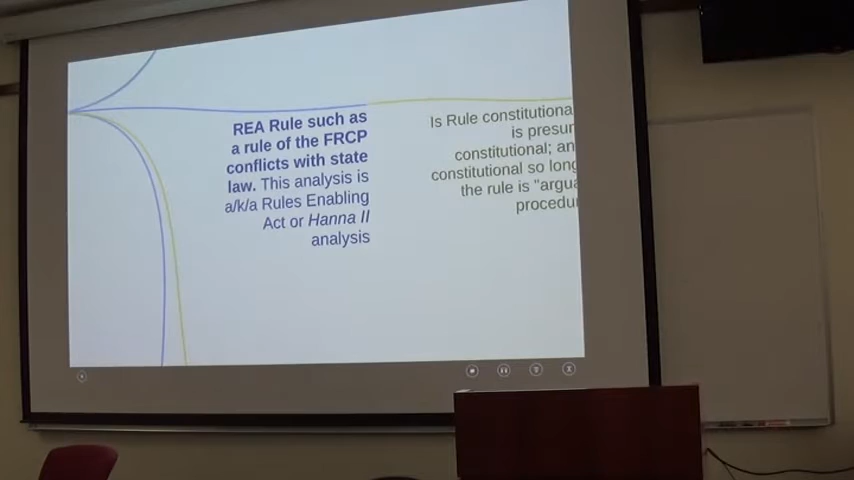 REA Rule such as
a rule of the FRCP
conflicts with state
law. This analysis is
a/k/a Rules Enabling
Act or Hanna II
analysis
Is Rule constitutiona
is presur
constitutional; an
constitutional so long
the rule is "argua
procedu